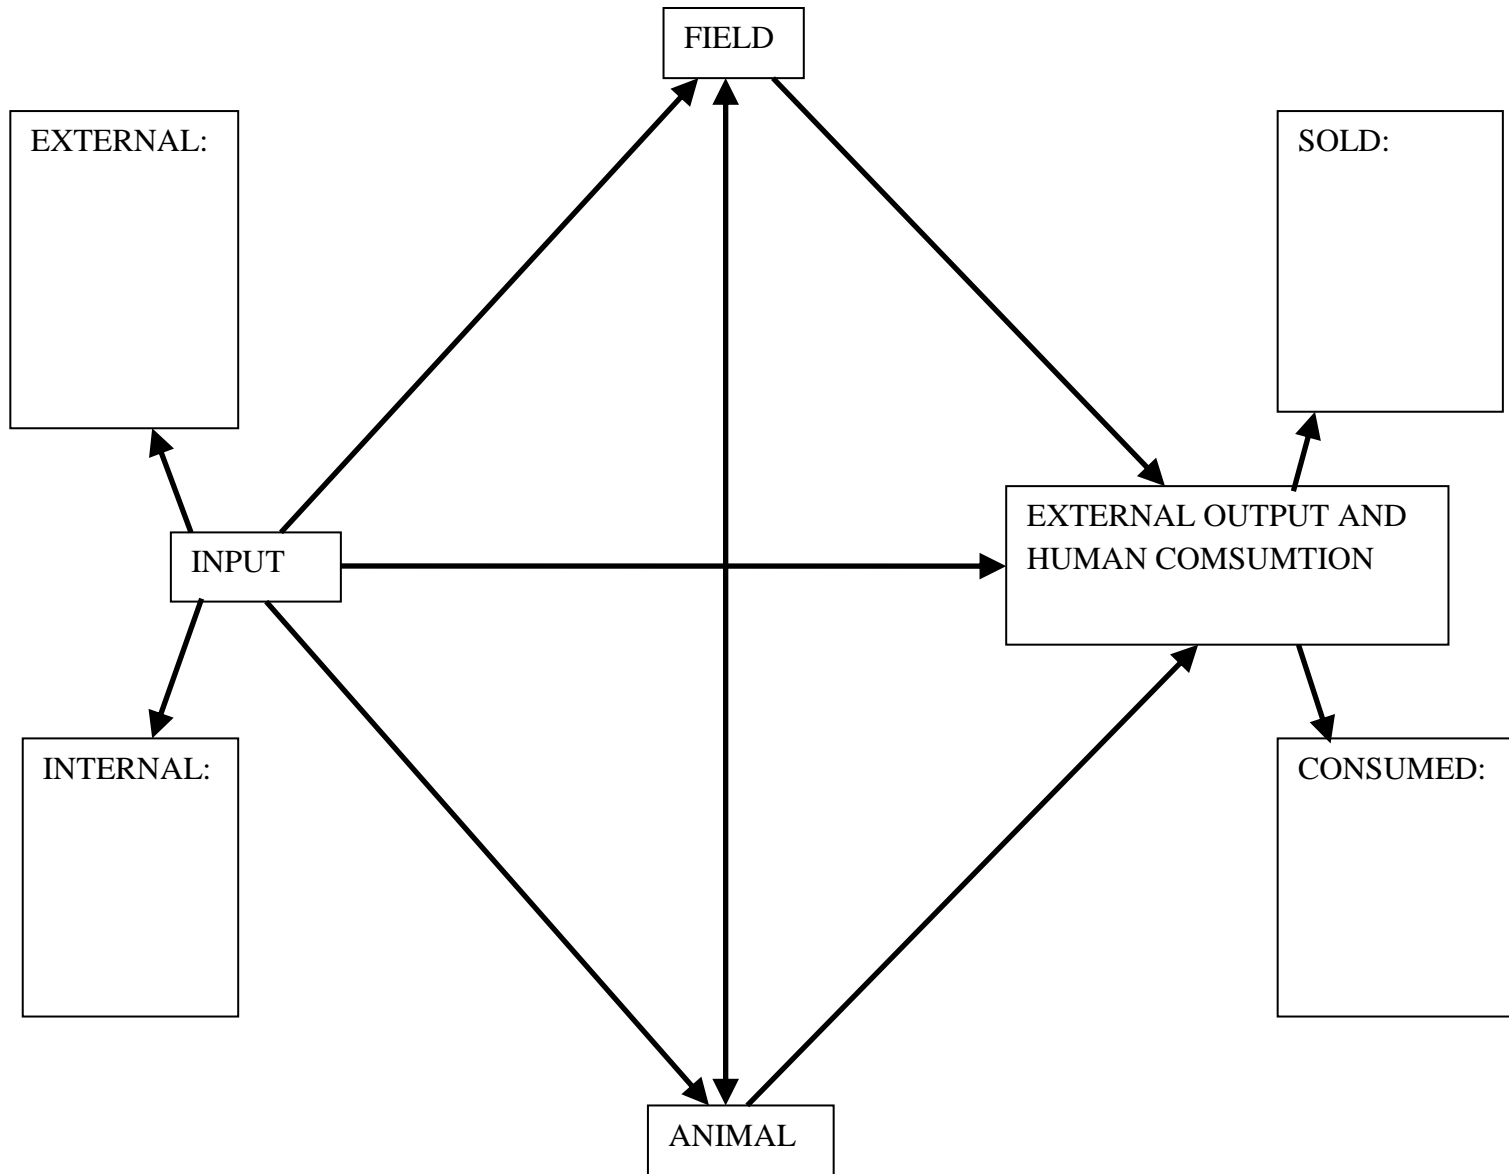 FIELD
EXTERNAL:
SOLD:
EXTERNAL OUTPUT AND
HUMAN COMSUMTION
INPUT
INTERNAL:
CONSUMED:
ANIMAL